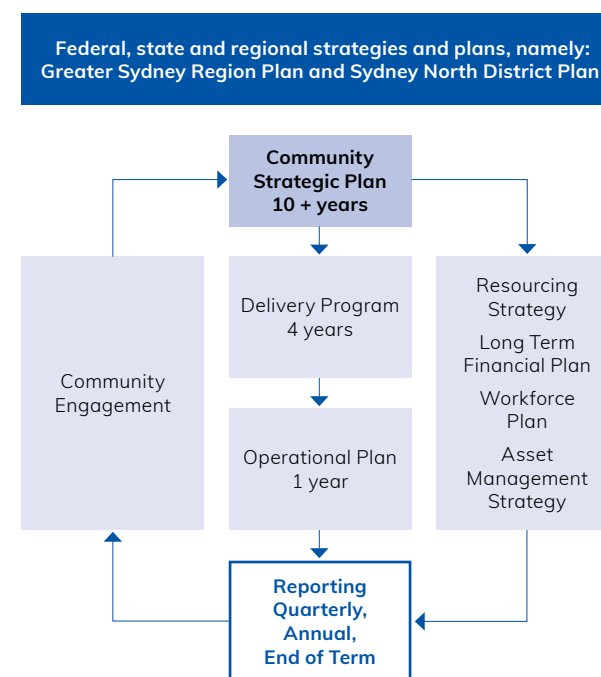 Federal, state and regional strategies and plans, namely:
Greater Sydney Region Plan and Sydney North District Plan
Community
Strategic Plan
10 + years
Community
Engagement
Delivery Program
4 years
Operational Plan
1 year
Resourcing
Strategy
Long Term
Financial Plan
Workforce
Plan
Asset
Management
Strategy
Reporting
Quarterly,
Annual,
End of Term